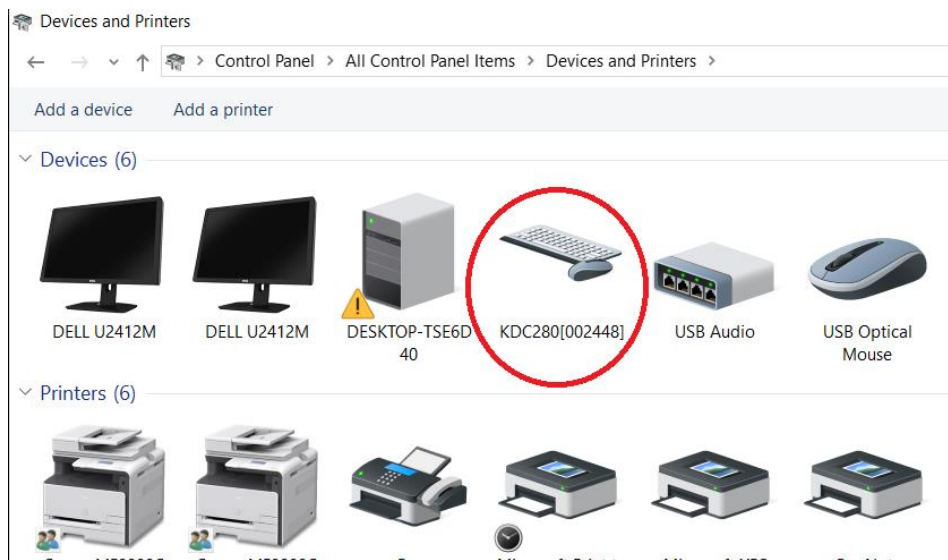 Devices and Printers
Control Panel > All Control Panel Items > Devices and Printers >
Add a device Add a printer
Devices (6)
DELL U2412M DELL U2412M DESKTOP-TSE6D KDC280[002448] USB Audio USB Optical
40 Mouse
Printers (6)